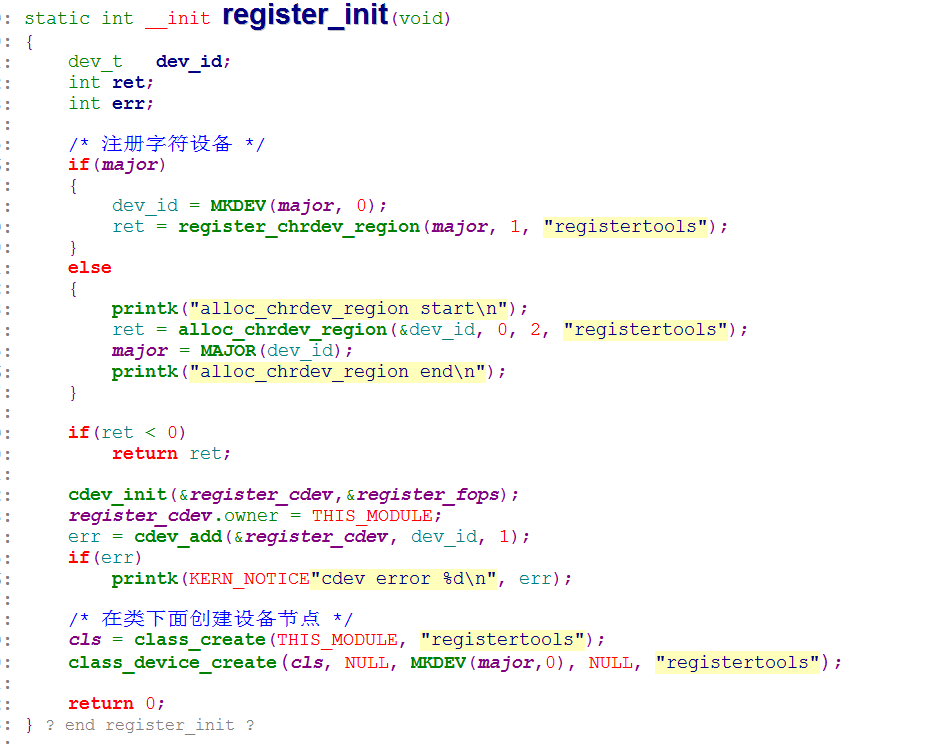 static int __init register_init(void)
{
    dev_t   dev_id;
    int ret;
    int err;
    /* 注册字符设备 */
    if(major)
    {
        dev_id = MKDEV(major, 0);
        ret = register_chrdev_region(major, 1, "registertools");
    }
    else
    {
        printk("alloc_chrdev_region start\n");
        ret = alloc_chrdev_region(&dev_id, 0, 2, "registertools");
        major = MAJOR(dev_id);
        printk("alloc_chrdev_region end\n");
    }
    if(ret < 0)
        return ret;
    cdev_init(&register_cdev,&register_fops);
    register_cdev.owner = THIS_MODULE;
    err = cdev_add(&register_cdev, dev_id, 1);
    if(err)
        printk(KERN_NOTICE"cdev error %d\n", err);
    /* 在类下面创建设备节点 */
    cls = class_create(THIS_MODULE, "registertools");
    class_device_create(cls, NULL, MKDEV(major,0), NULL, "registertools");
    return 0;
} ? end register_init ?